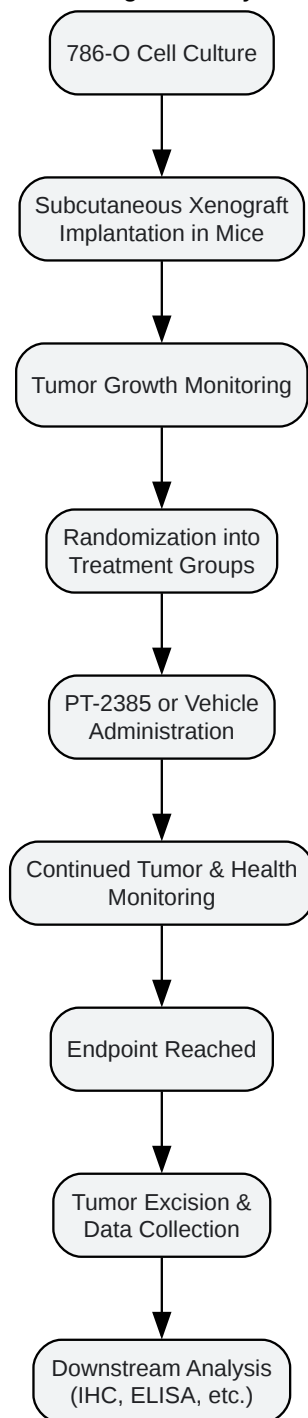 786-O Cell Culture
Subcutaneous Xenograft
Implantation in Mice
Tumor Growth Monitoring
Randomization into
Treatment Groups
PT-2385 or Vehicle
Administration
Continued Tumor & Health
Monitoring
Endpoint Reached
Tumor Excision &
Data Collection
Downstream Analysis
(IHC, ELISA, etc.)